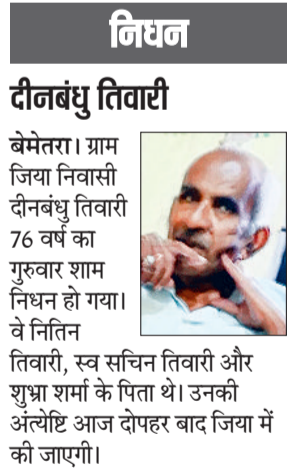 निधन
दीनबंधु तिवारी
बेमेतरा। ग्राम
जिया निवासी
दीनबंधु तिवारी
76 वर्ष का
गुरुवार शाम
निधन हो गया।
वे नितिन
तिवारी, स्व सचिन तिवारी और
शुभ्रा शर्मा के पिता थे। उनकी
अंत्येष्टि आज दोपहर बाद जिया में
की जाएगी।